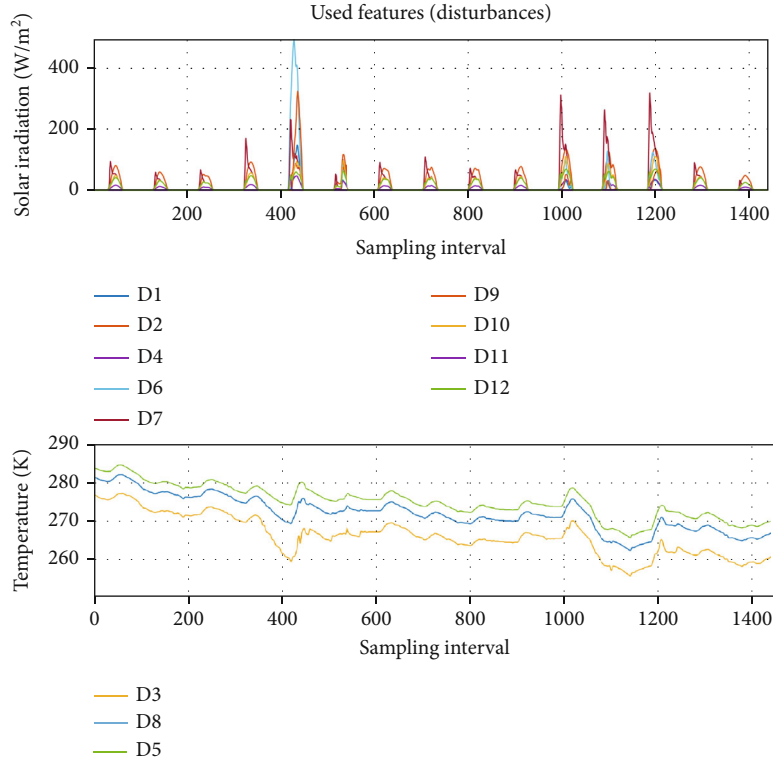 Used features (disturbances)
Solar irradiation (W/m²)
400
200
0
200 400 600 800 1000 1200 1400
Sampling interval
D1 D9
D2 D10
D4 D11
D6 D12
D7
Temperature (K)
290
280
270
260
0 200 400 600 800 1000 1200 1400
Sampling interval
D3
D8
D5